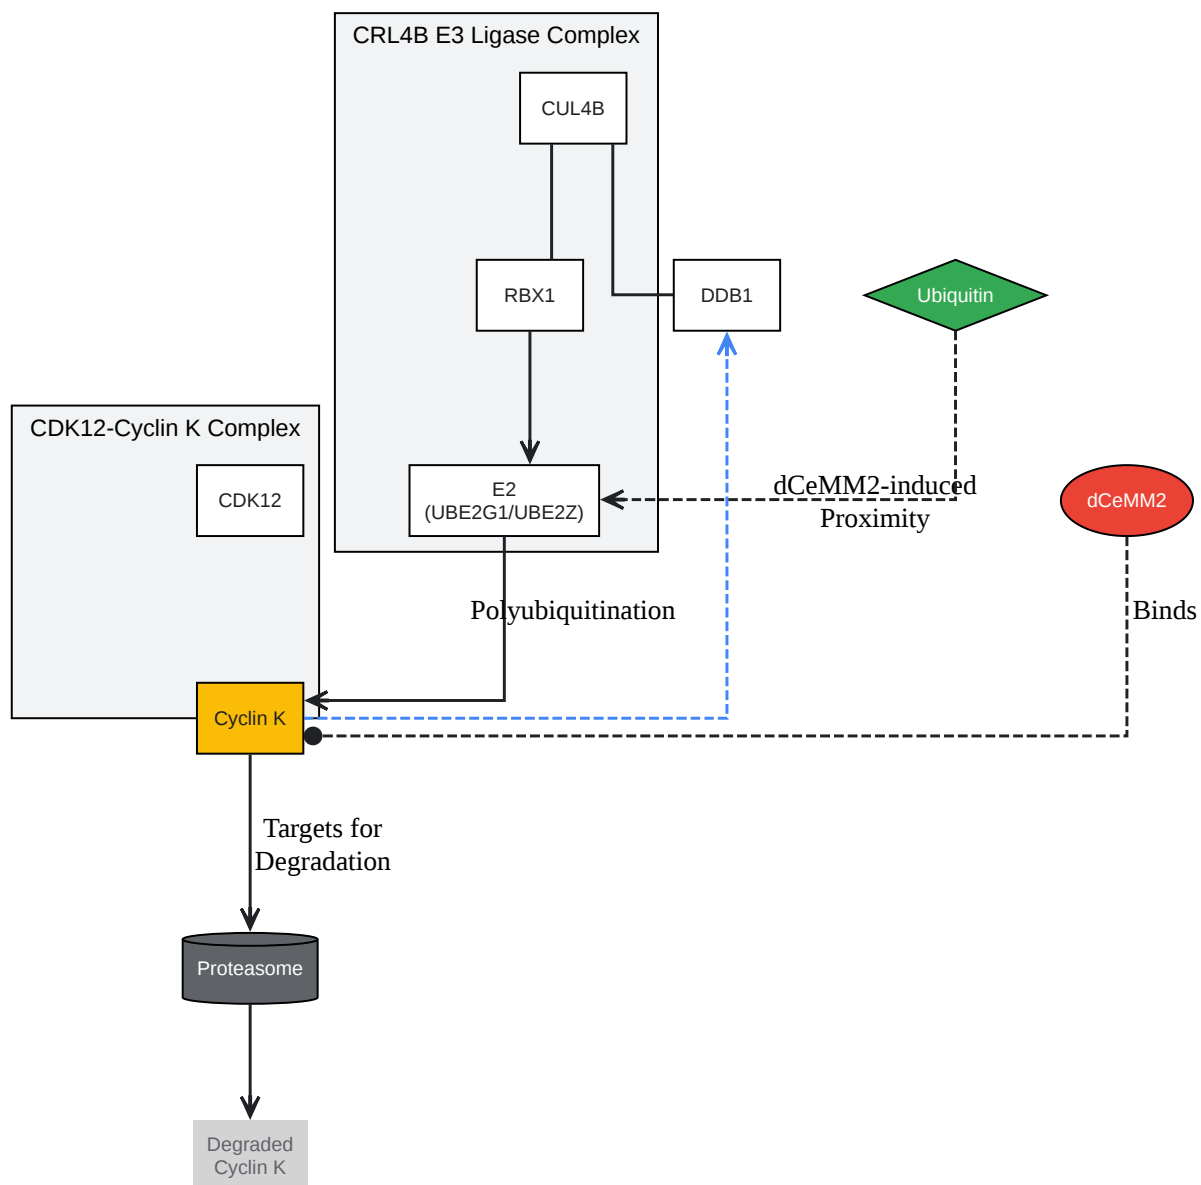 CRL4B E3 Ligase Complex
CUL4B
RBX1
DDB1
Ubiquitin
CDK12-Cyclin K Complex
CDK12
E2
(UBE2G1/UBE2Z)
dCeMM2-induced
Proximity
dCeMM2
Polyubiquitination
Binds
Cyclin K
Targets for
Degradation
Proteasome
Degraded
Cyclin K